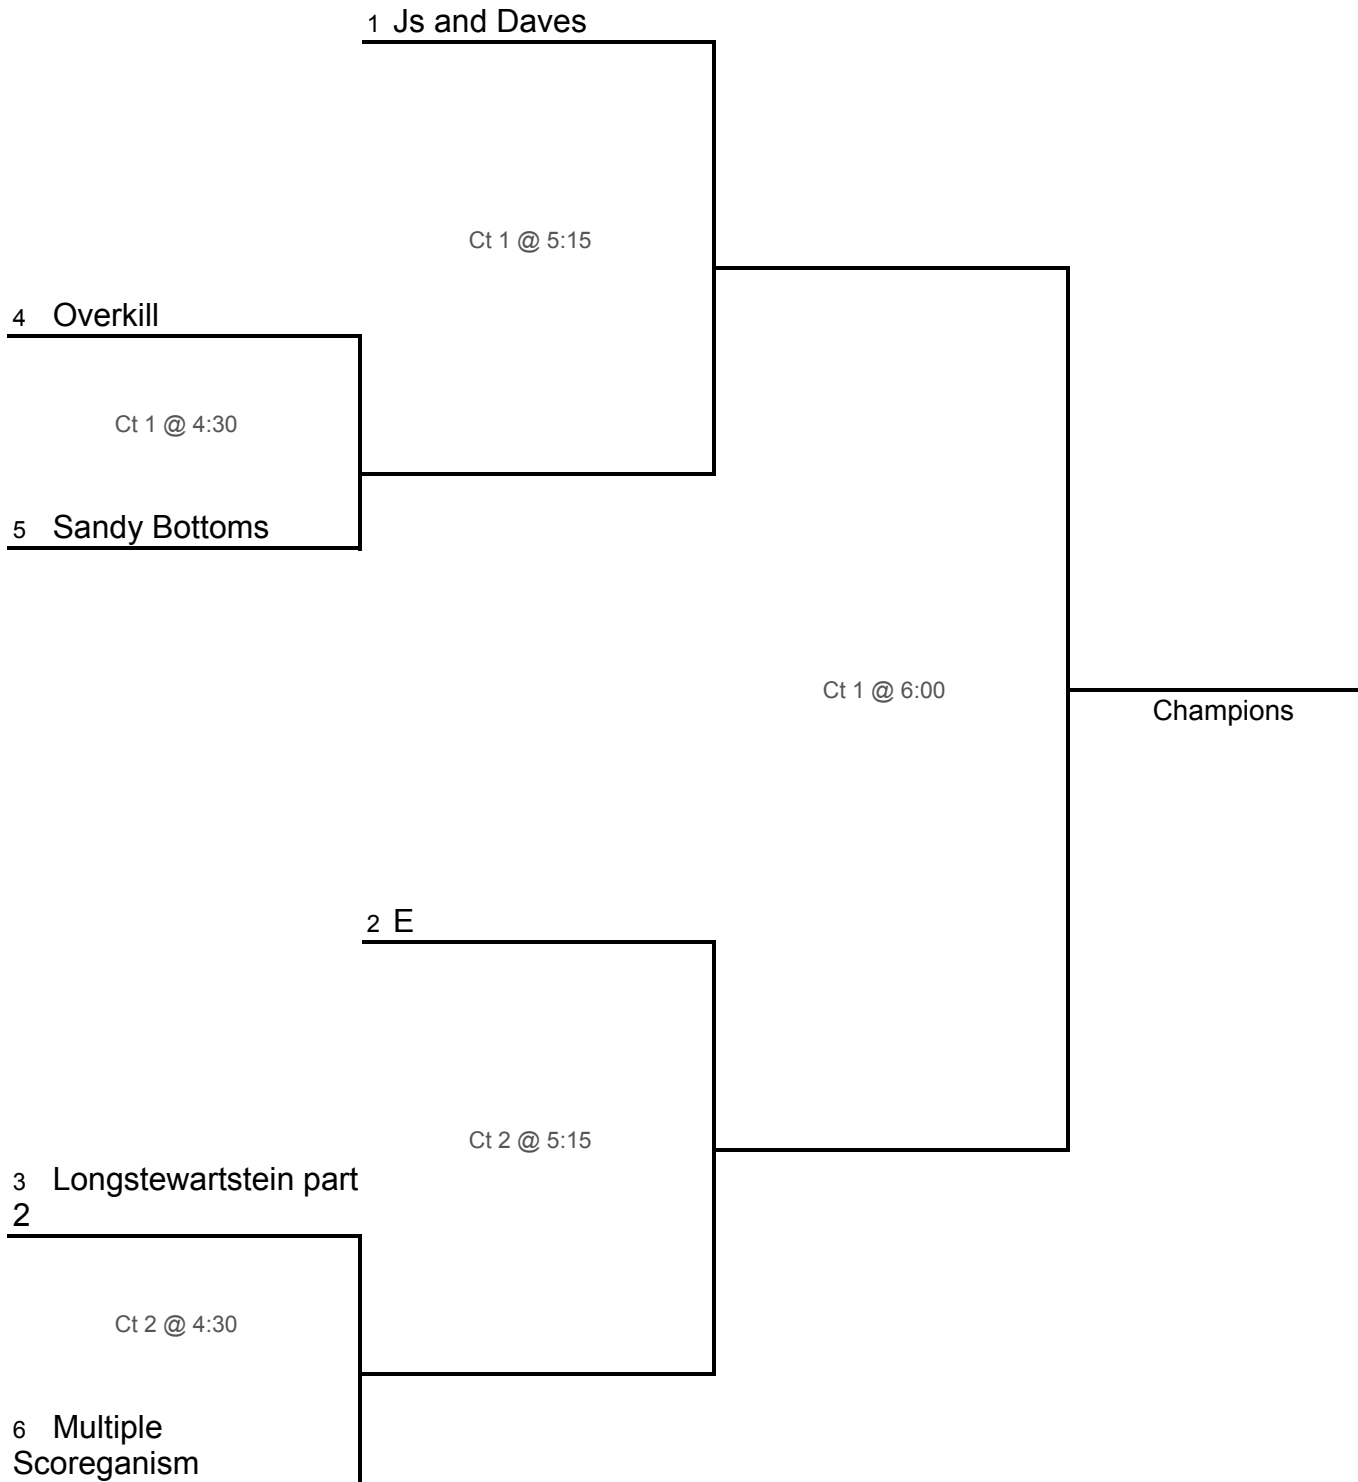 1 Js and Daves
Ct 1 @ 5:15
4 Overkill
Ct 1 @ 4:30
5 Sandy Bottoms
Ct 1 @ 6:00
Champions
2 E
Ct 2 @ 5:15
3 Longstewartstein part
2
Ct 2 @ 4:30
6 Multiple
Scoreganism